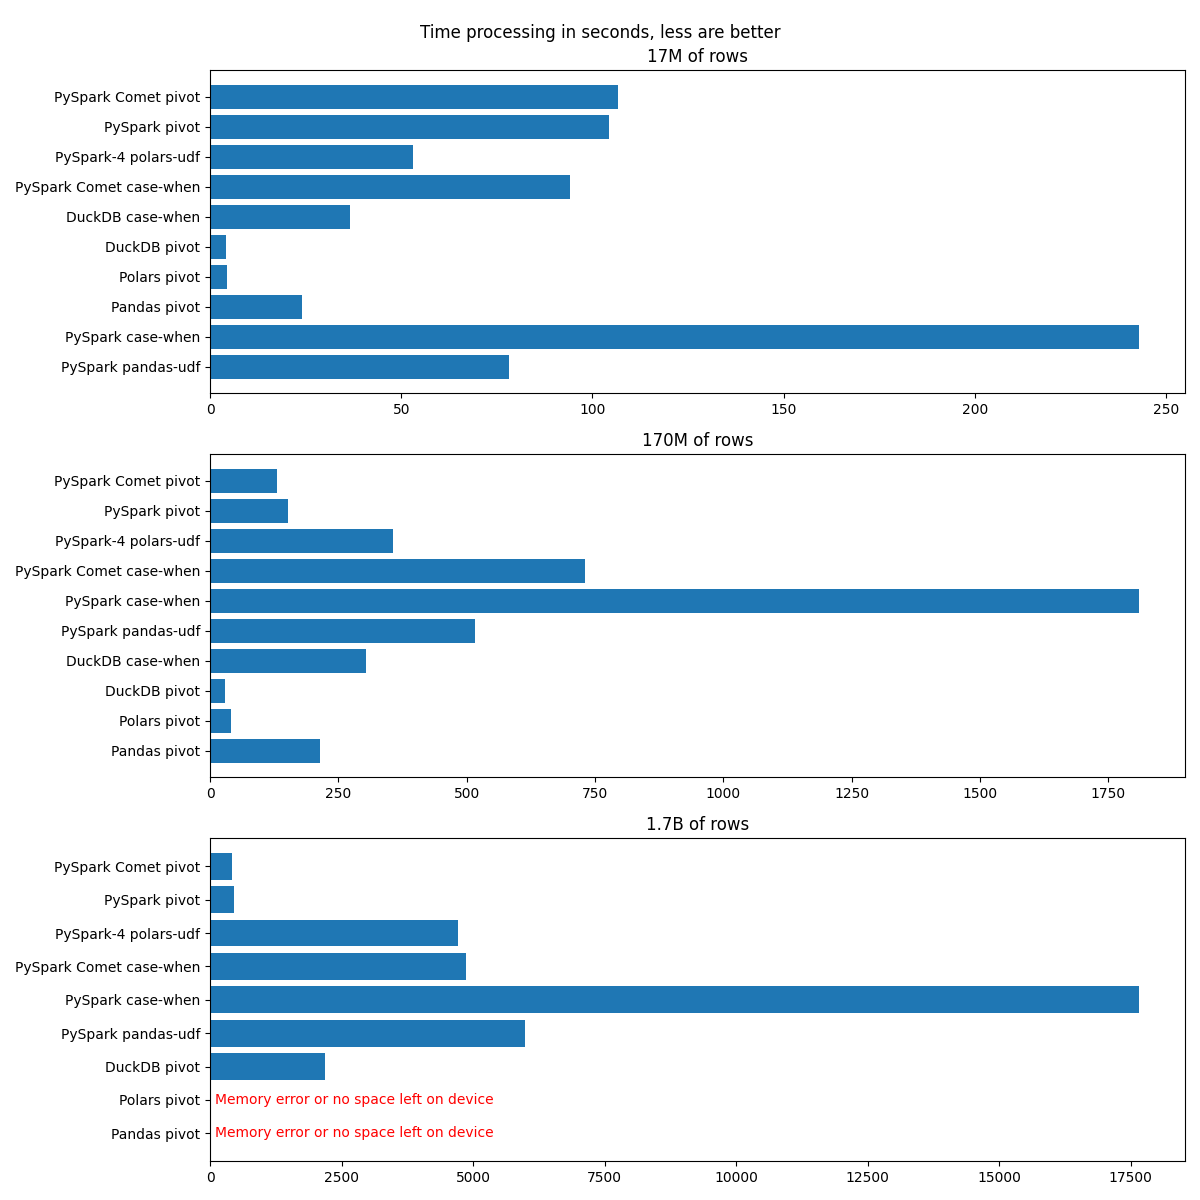 Time processing in seconds, less are better
17M of rows
PySpark Comet pivot
PySpark pivot
PySpark-4 polars-udf
PySpark Comet case-when
DuckDB case-when
DuckDB pivot
Polars pivot
Pandas pivot
PySpark case-when
PySpark pandas-udf
0 50 100 150 200 250
170M of rows
PySpark Comet pivot
PySpark pivot
PySpark-4 polars-udf
PySpark Comet case-when
PySpark case-when
PySpark pandas-udf
DuckDB case-when
DuckDB pivot
Polars pivot
Pandas pivot
0 250 500 750 1000 1250 1500 1750
1.7B of rows
PySpark Comet pivot
PySpark pivot
PySpark-4 polars-udf
PySpark Comet case-when
PySpark case-when
PySpark pandas-udf
DuckDB pivot
Polars pivot Memory error or no space left on device
Pandas pivot Memory error or no space left on device
0 2500 5000 7500 10000 12500 15000 17500